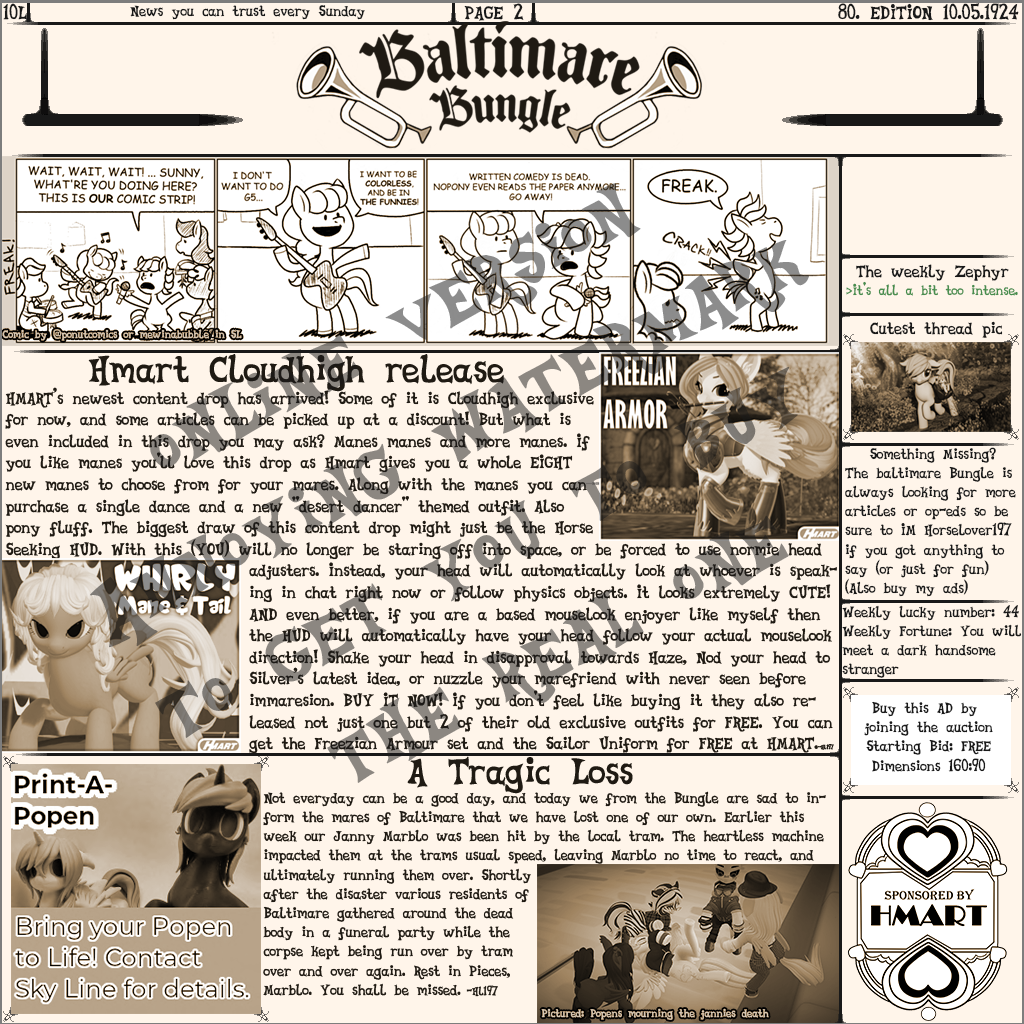 10L
News you can trust every Sunday
PAGE 2
80. EDITION 10.05.1924
Baltimare
Bungle
WAIT, WAIT, WAIT! ... SUNNY,
WHAT'RE YOU DOING HERE?
THIS IS OUR COMIC STRIP!
FREAK!
Comic by @ponutcomics or mewinabubble in SL
I DON'T
WANT TO DO
G5...
I WANT TO BE
COLORLESS,
AND BE IN
THE FUNNIES!
WRITTEN COMEDY IS DEAD.
NOPONY EVEN READS THE PAPER ANYMORE...
GO AWAY!
FREAK.
CRACK!!
Hmart Cloudhigh release
HMART's newest content drop has arrived! Some of it is Cloudhigh exclusive
for now, and some articles can be picked up at a discount! But what is
even included in this drop you may ask? Manes manes and more manes. if
you like manes you'll love this drop as Hmart gives you a whole EiGHT
new manes to choose from for your mares. Along with the manes you can
purchase a single dance and a new "desert dancer" themed outfit. Also
pony fluff. The biggest draw of this content drop might just be the Horse
Seeking HUD. With this (YOU) will no longer be staring off into space, or be forced to use normie head
adjusters. instead, your head will automatically look at whoever is speak-
ing in chat right now or follow physics objects. it looks extremely CUTE!
AND even better, if you are a based mouselook enjoyer like myself then
the HUD will automatically have your head follow your actual mouselook
direction! Shake your head in disapproval towards Haze, Nod your head to
Silver's latest idea, or nuzzle your marefriend with never seen before
immaresion. BUY iT NOW! if you don't feel like buying it they also re-
leased not just one but 2 of their old exclusive outfits for FREE. You can
get the Freezian Armour set and the Sailor Uniform for FREE at HMART.
FREEZIAN
ARMOR
HMART
WHIRLY
Mane & Tail
HMART
Print-A-
Popen
Bring your Popen
to Life! Contact
Sky Line for details.
A Tragic Loss
Not everyday can be a good day, and today we from the Bungle are sad to in-
form the mares of Baltimare that we have lost one of our own. Earlier this
week our Janny Marblo was been hit by the local tram. The heartless machine
impacted them at the trams usual speed, leaving Marblo no time to react, and
ultimately running them over. Shortly
after the disaster various residents of
Baltimare gathered around the dead
body in a funeral party while the
corpse kept being run over by tram
over and over again. Rest in Pieces,
Marblo. You shall be missed. -HL197
Pictured: Popens mourning the jannies death
The weekly Zephyr
>It's all a bit too intense.
Cutest thread pic
Something Missing?
The baltimare Bungle is
always looking for more
articles or op-eds so be
sure to iM Horselover197
if you got anything to
say (or just for fun)
(Also buy my ads)
Weekly Lucky number: 44
Weekly Fortune: You will
meet a dark handsome
stranger
Buy this AD by
joining the auction
Starting Bid: FREE
Dimensions 160:90
SPONSORED BY
HMART
ONLiNE VERSiON
ANNOYiNG WATERMARK
TO GET YOU TO BUY
THE REAL ONE